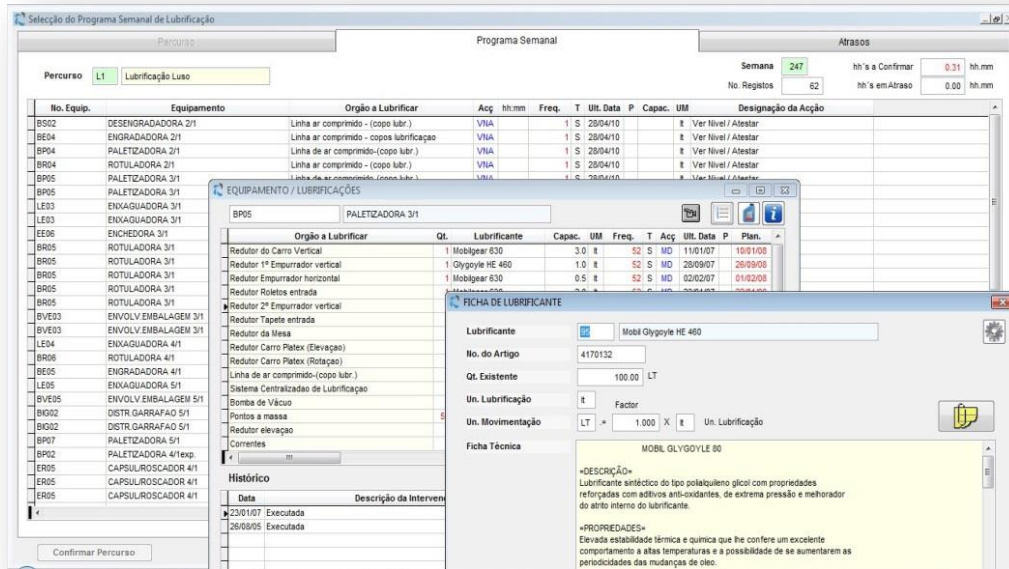 Selecção do Programa Semanal de Lubrificação
Percurso Programa Semanal Atrasos
Semana 247 hh´s a Confirmar 0.31 hh.mm
Percurso L1 Lubrificação Luso
No. Registos 62 hh´s em Atraso 0.00 hh.mm
No. Equip. Equipamento Orgão a Lubrificar Acç hh:mm Freq. T Ult. Data P Capac. UM Designação da Acção
BS02 DESENGRADADORA 2/1 Linha ar comprimido - (copo lubr.) VNA 1 S 28/04/10 lt Ver Nivel / Atestar
BE04 ENGRADADORA 2/1 Linha ar comprimido - copos lubrificaçao VNA 1 S 28/04/10 lt Ver Nivel / Atestar
BP04 PALETIZADORA 2/1 Linha de ar comprimido-(copo lubr.) VNA 1 S 28/04/10 lt Ver Nivel / Atestar
BR04 ROTULADORA 2/1 Linha ar comprimido - (copo lubr.) VNA 1 S 28/04/10 lt Ver Nivel / Atestar
BP05 PALETIZADORA 3/1 Linha de ar comprimido-(copo lubr.) VNA 1 S 28/04/10 lt Ver Nivel / Atestar
BP05 PALETIZADORA 3/1
LE03 ENXAGUADORA 3/1
LE03 ENXAGUADORA 3/1
EE06 ENCHEDORA 3/1
BR05 ROTULADORA 3/1
BR05 ROTULADORA 3/1
BR05 ROTULADORA 3/1
BR05 ROTULADORA 3/1
BR05 ROTULADORA 3/1
BVE03 ENVOLV.EMBALAGEM 3/1
BVE03 ENVOLV.EMBALAGEM 3/1
LE04 ENXAGUADORA 4/1
BR06 ROTULADORA 4/1
BE05 ENGRADADORA 4/1
LE05 ENXAGUADORA 5/1
BVE05 ENVOLV.EMBALAGEM 5/1
BIG02 DISTR.GARRAFAO 5/1
BIG02 DISTR.GARRAFAO 5/1
BP07 PALETIZADORA 5/1
BP02 PALETIZADORA 4/1exp.
ER05 CAPSUL/ROSCADOR 4/1
ER05 CAPSUL/ROSCADOR 4/1
ER05 CAPSUL/ROSCADOR 4/1
Confirmar Percurso
EQUIPAMENTO / LUBRIFICAÇÕES
BP05 PALETIZADORA 3/1
Orgão a Lubrificar Qt. Lubrificante Capac. UM Freq. T Acç Ult. Data P Plan.
Redutor do Carro Vertical 1 Mobilgear 630 3.0 lt 52 S MD 11/01/07 10/01/08
Redutor 1º Empurrador vertical 1 Glygoyle HE 460 1.0 lt 52 S MD 28/09/07 26/09/08
Redutor Empurrador horizontal 1 Mobilgear 630 0.5 lt 52 S MD 02/02/07 01/02/08
Redutor Roletos entrada
Redutor 2º Empurrador vertical
Redutor Tapete entrada
Redutor da Mesa
Redutor Carro Platex (Elevaçao)
Redutor Carro Platex (Rotaçao)
Linha de ar comprimido-(copo lubr.)
Sistema Centralizadao de Lubrificaçao
Bomba de Vácuo
Pontos a massa 5
Redutor elevaçao
Correntes
Histórico
Data Descrição da Interven
23/01/07 Executada
26/08/05 Executada
FICHA DE LUBRIFICANTE
Lubrificante Mobil Glygoyle HE 460
No. do Artigo 4170132
Qt. Existente 100.00 LT
Un. Lubrificação lt Factor
Un. Movimentação LT .= 1.000 X lt Un. Lubrificação
Ficha Técnica MOBIL GLYGOYLE 80
=DESCRIÇÃO=
Lubrificante sintéctico do tipo polialquileno glicol com propriedades
reforçadas com aditivos anti-oxidantes, de extrema pressão e melhorador
do atrito interno do lubrificante.
=PROPRIEDADES=
Elevada estabilidade térmica e quimica que lhe confere um excelente
comportamento a altas temperaturas e a possibilidade de se aumentarem as
periodicidades das mudanças de oleo.